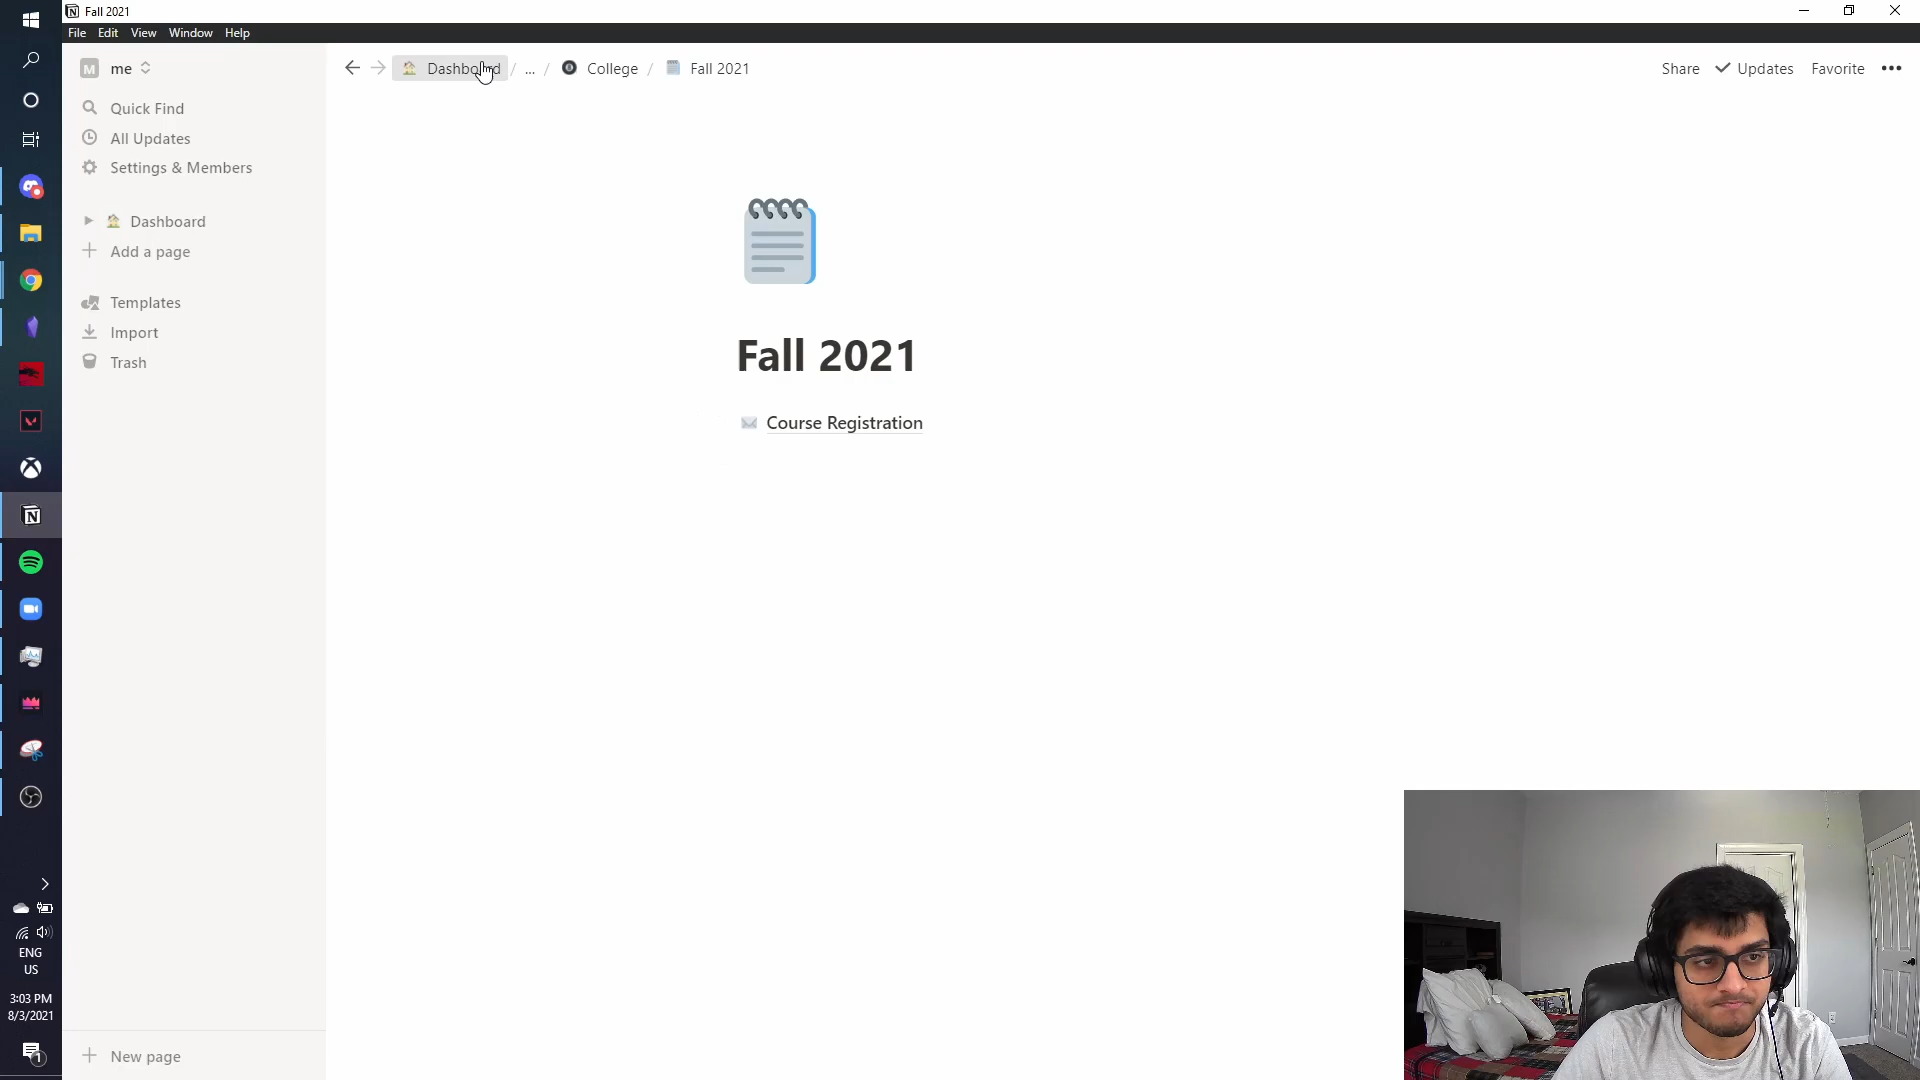 Fall 2021
File Edit View Window Help
M me
Dashboard / ... / College / Fall 2021
Share Updates Favorite •••
Quick Find
All Updates
Settings & Members
Dashboard
Add a page
Templates
Import
Trash
Fall 2021
Course Registration
ENG
US
3:03 PM
8/3/2021
1
New page